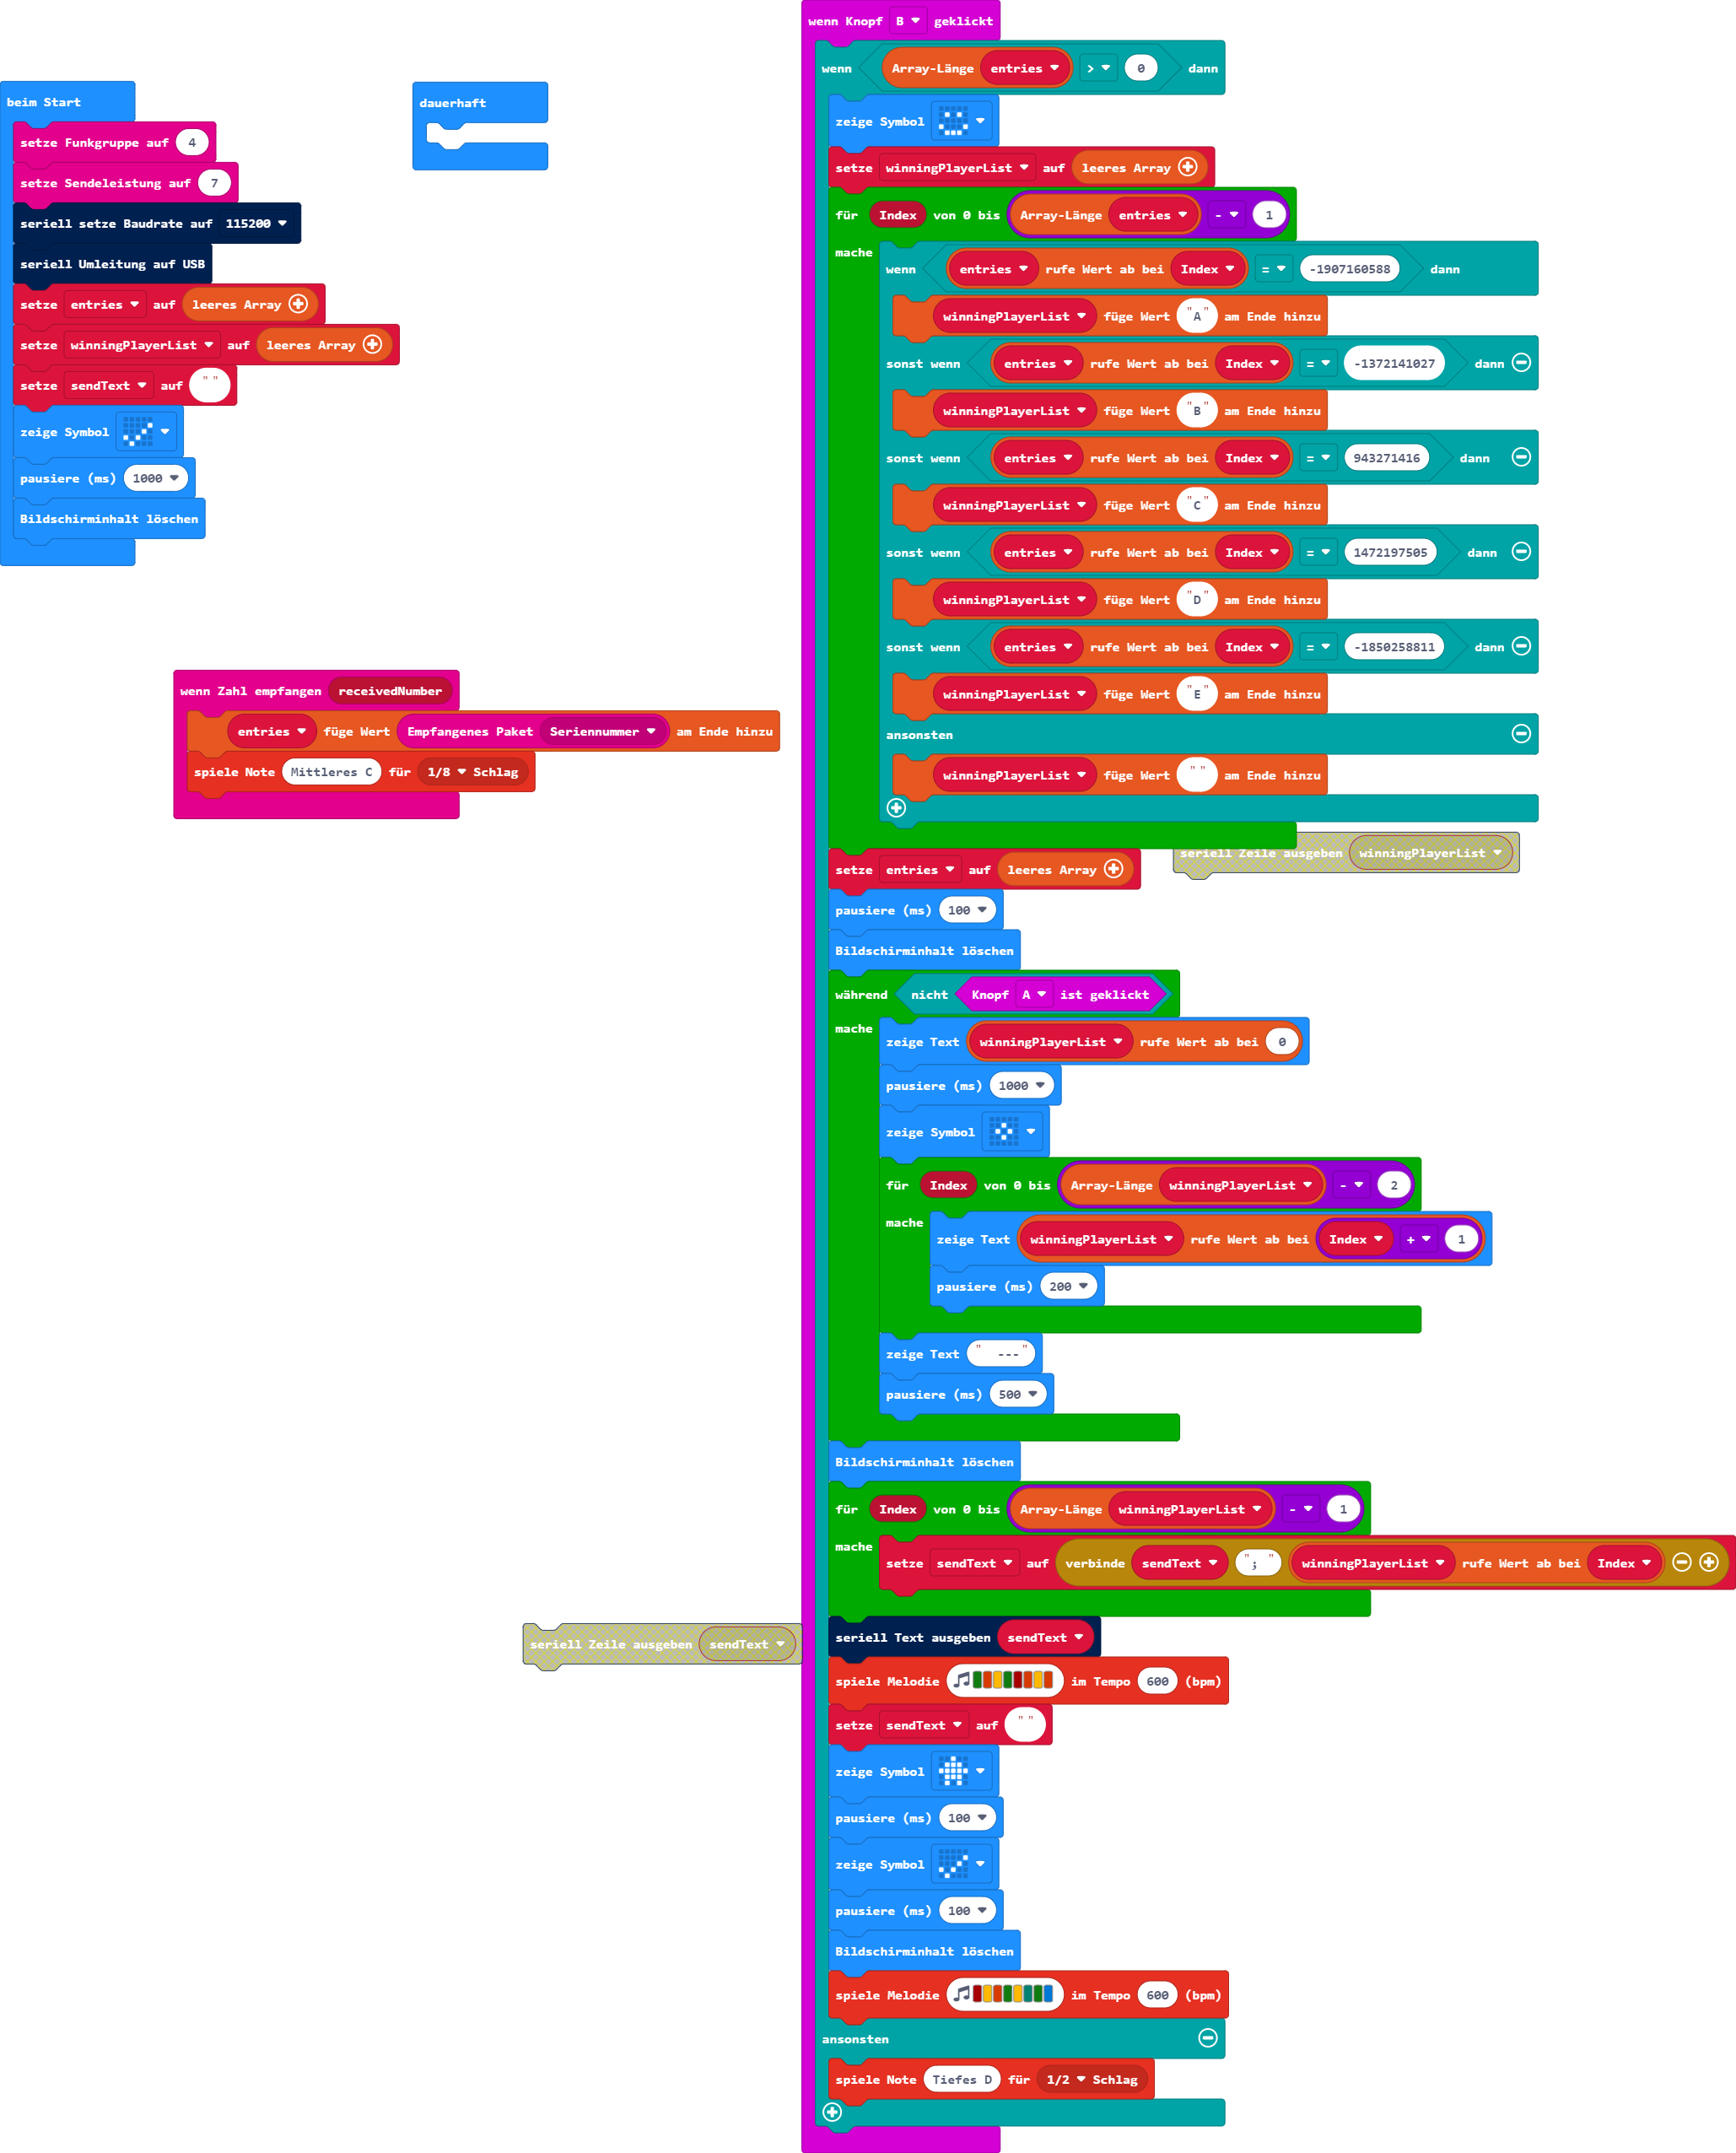 beim Start
setze Funkgruppe auf 4
setze Sendeleistung auf 7
seriell setze Baudrate auf 115200
seriell Umleitung auf USB
setze entries auf leeres Array
setze winningPlayerList auf leeres Array
setze sendText auf " "
zeige Symbol
pausiere (ms) 1000
Bildschirminhalt löschen
dauerhaft
wenn Zahl empfangen receivedNumber
entries füge Wert Empfangenes Paket Seriennummer am Ende hinzu
spiele Note Mittleres C für 1/8 Schlag
wenn Knopf B geklickt
wenn Array-Länge entries > 0 dann
zeige Symbol
setze winningPlayerList auf leeres Array
für Index von 0 bis Array-Länge entries - 1
mache
wenn entries rufe Wert ab bei Index = -1907160588 dann
winningPlayerList füge Wert "A" am Ende hinzu
sonst wenn entries rufe Wert ab bei Index = -1372141027 dann
winningPlayerList füge Wert "B" am Ende hinzu
sonst wenn entries rufe Wert ab bei Index = 943271416 dann
winningPlayerList füge Wert "C" am Ende hinzu
sonst wenn entries rufe Wert ab bei Index = 1472197505 dann
winningPlayerList füge Wert "D" am Ende hinzu
sonst wenn entries rufe Wert ab bei Index = -1850258811 dann
winningPlayerList füge Wert "E" am Ende hinzu
ansonsten
winningPlayerList füge Wert " " am Ende hinzu
seriell Zeile ausgeben winningPlayerList
setze entries auf leeres Array
pausiere (ms) 100
Bildschirminhalt löschen
während nicht Knopf A ist geklickt
mache
zeige Text winningPlayerList rufe Wert ab bei 0
pausiere (ms) 1000
zeige Symbol
für Index von 0 bis Array-Länge winningPlayerList - 2
mache
zeige Text winningPlayerList rufe Wert ab bei Index + 1
pausiere (ms) 200
zeige Text " ---"
pausiere (ms) 500
Bildschirminhalt löschen
für Index von 0 bis Array-Länge winningPlayerList - 1
mache
setze sendText auf verbinde sendText "; " winningPlayerList rufe Wert ab bei Index
seriell Zeile ausgeben sendText
seriell Text ausgeben sendText
spiele Melodie im Tempo 600 (bpm)
setze sendText auf " "
zeige Symbol
pausiere (ms) 100
zeige Symbol
pausiere (ms) 100
Bildschirminhalt löschen
spiele Melodie im Tempo 600 (bpm)
ansonsten
spiele Note Tiefes D für 1/2 Schlag